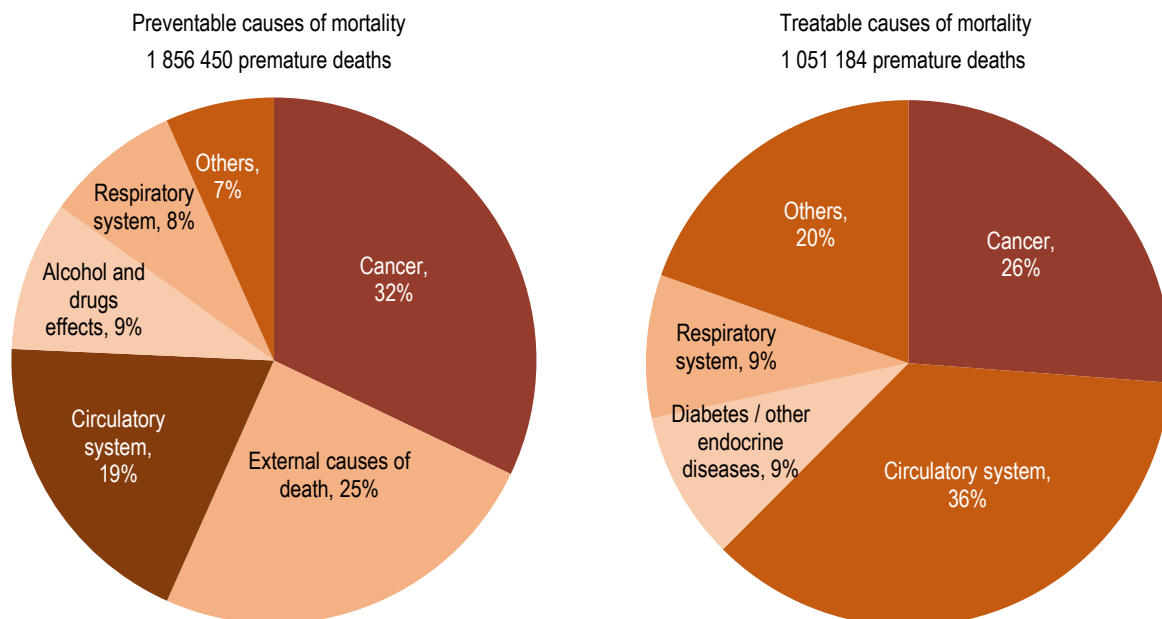 Preventable causes of mortality
1 856 450 premature deaths
Others,
7%
Respiratory
system, 8%
Alcohol and
drugs
effects, 9%
Circulatory
system,
19%
External causes of
death, 25%
Cancer,
32%
Treatable causes of mortality
1 051 184 premature deaths
Others,
20%
Cancer,
26%
Respiratory
system, 9%
Diabetes / other
endocrine
diseases, 9%
Circulatory system,
36%